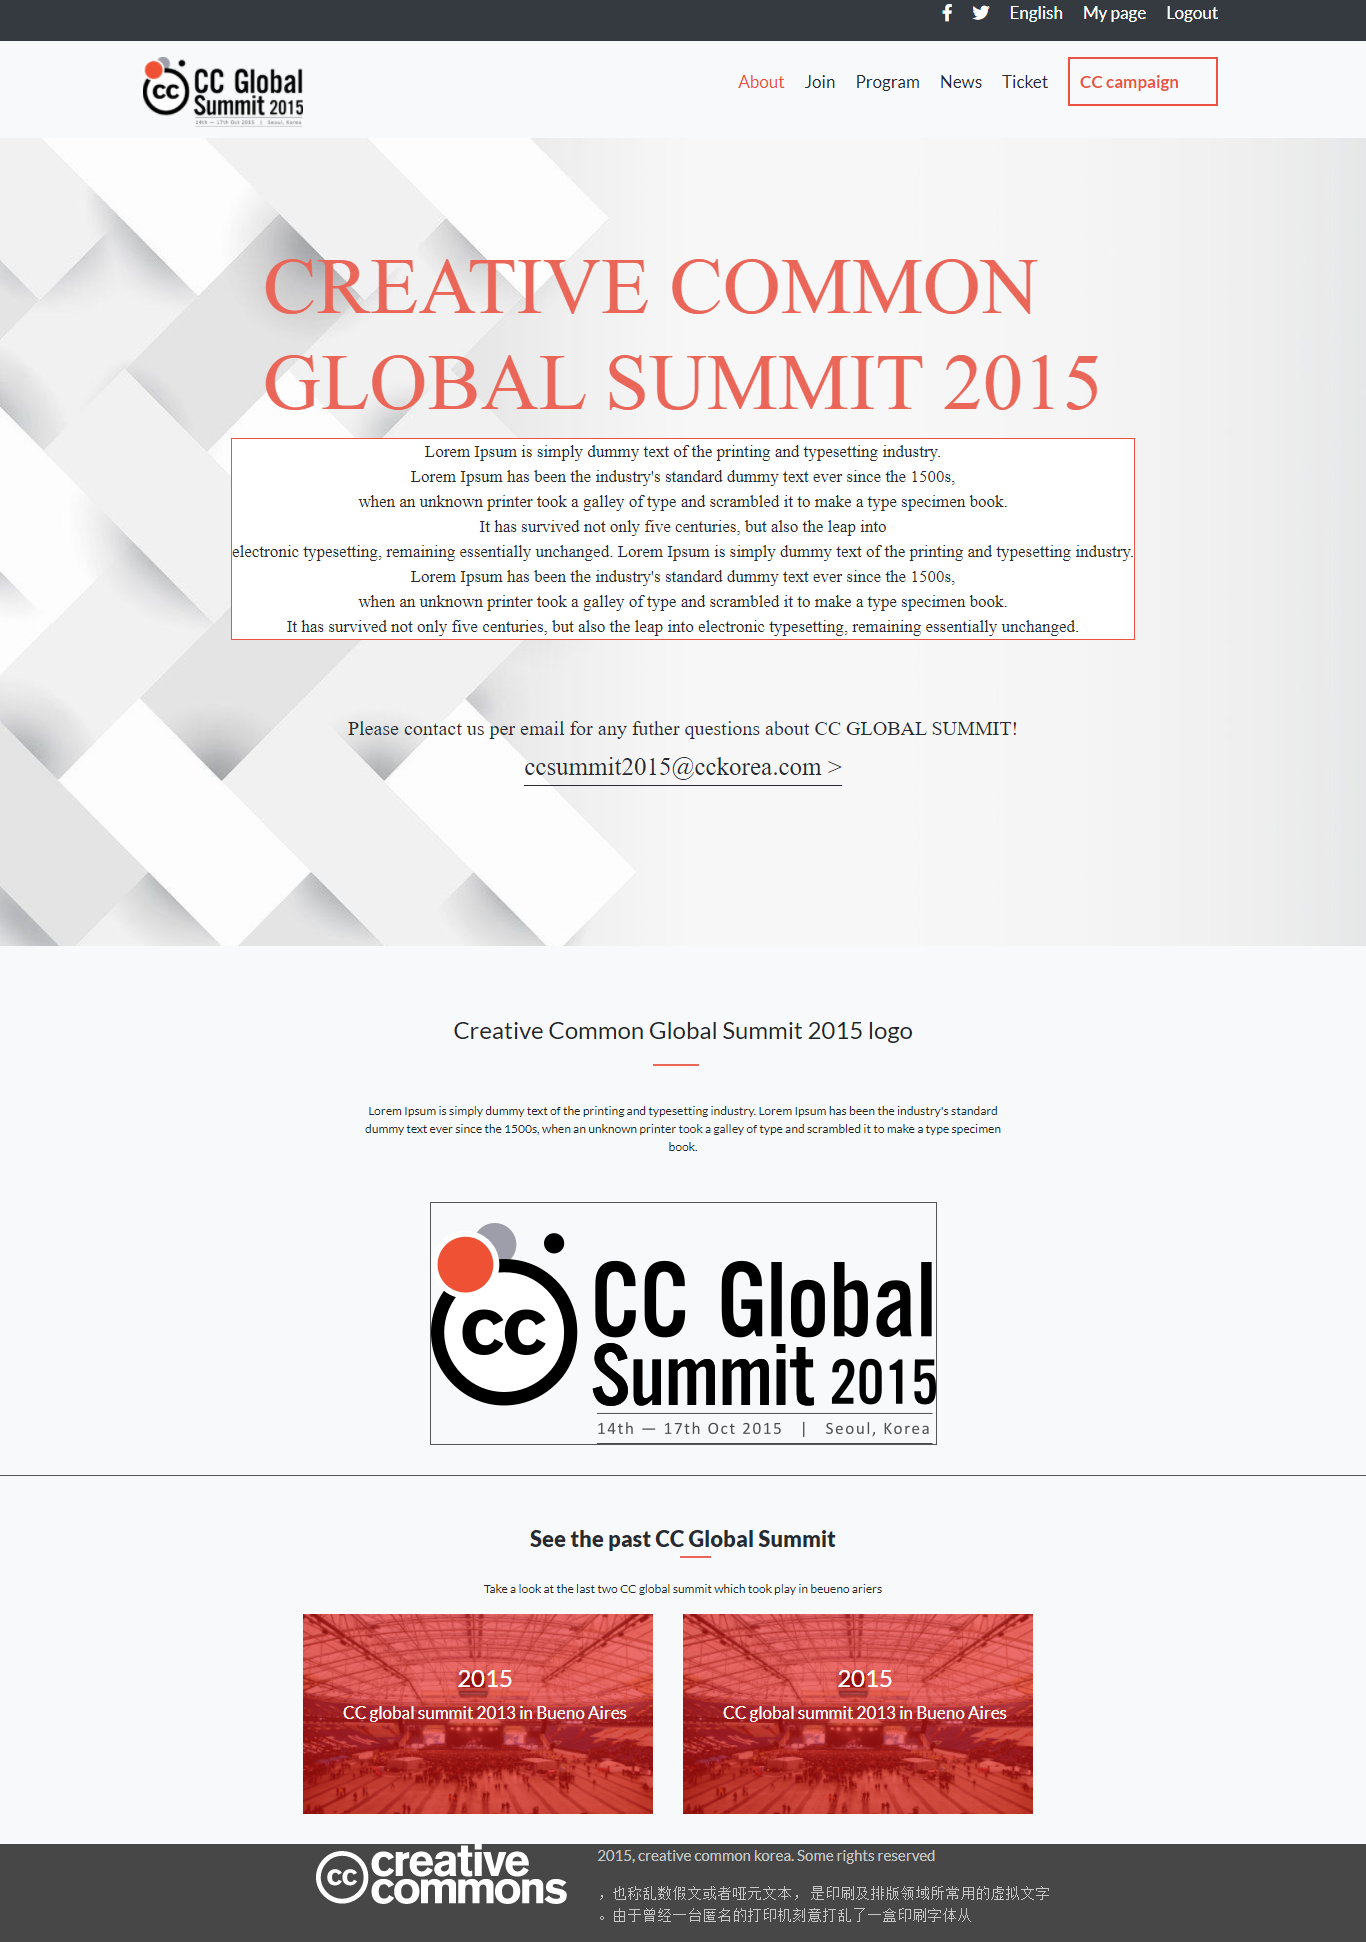 English My page Logout
CC Global
Summit 2015
14th — 17th Oct 2015 | Seoul, Korea
About Join Program News Ticket CC campaign
CREATIVE COMMON
GLOBAL SUMMIT 2015
Lorem Ipsum is simply dummy text of the printing and typesetting industry.
Lorem Ipsum has been the industry's standard dummy text ever since the 1500s,
when an unknown printer took a galley of type and scrambled it to make a type specimen book.
It has survived not only five centuries, but also the leap into
electronic typesetting, remaining essentially unchanged. Lorem Ipsum is simply dummy text of the printing and typesetting industry.
Lorem Ipsum has been the industry's standard dummy text ever since the 1500s,
when an unknown printer took a galley of type and scrambled it to make a type specimen book.
It has survived not only five centuries, but also the leap into electronic typesetting, remaining essentially unchanged.
Please contact us per email for any futher questions about CC GLOBAL SUMMIT!
ccsummit2015@cckorea.com >
Creative Common Global Summit 2015 logo
Lorem Ipsum is simply dummy text of the printing and typesetting industry. Lorem Ipsum has been the industry's standard
dummy text ever since the 1500s, when an unknown printer took a galley of type and scrambled it to make a type specimen
book.
cc
CC Global
Summit 2015
14th — 17th Oct 2015 | Seoul, Korea
See the past CC Global Summit
Take a look at the last two CC global summit which took play in beueno ariers
2015
CC global summit 2013 in Bueno Aires
2015
CC global summit 2013 in Bueno Aires
cc creative
commons
2015, creative common korea. Some rights reserved
，也称乱数假文或者哑元文本， 是印刷及排版领域所常用的虚拟文字
。由于曾经一台匿名的打印机刻意打乱了一盒印刷字体从